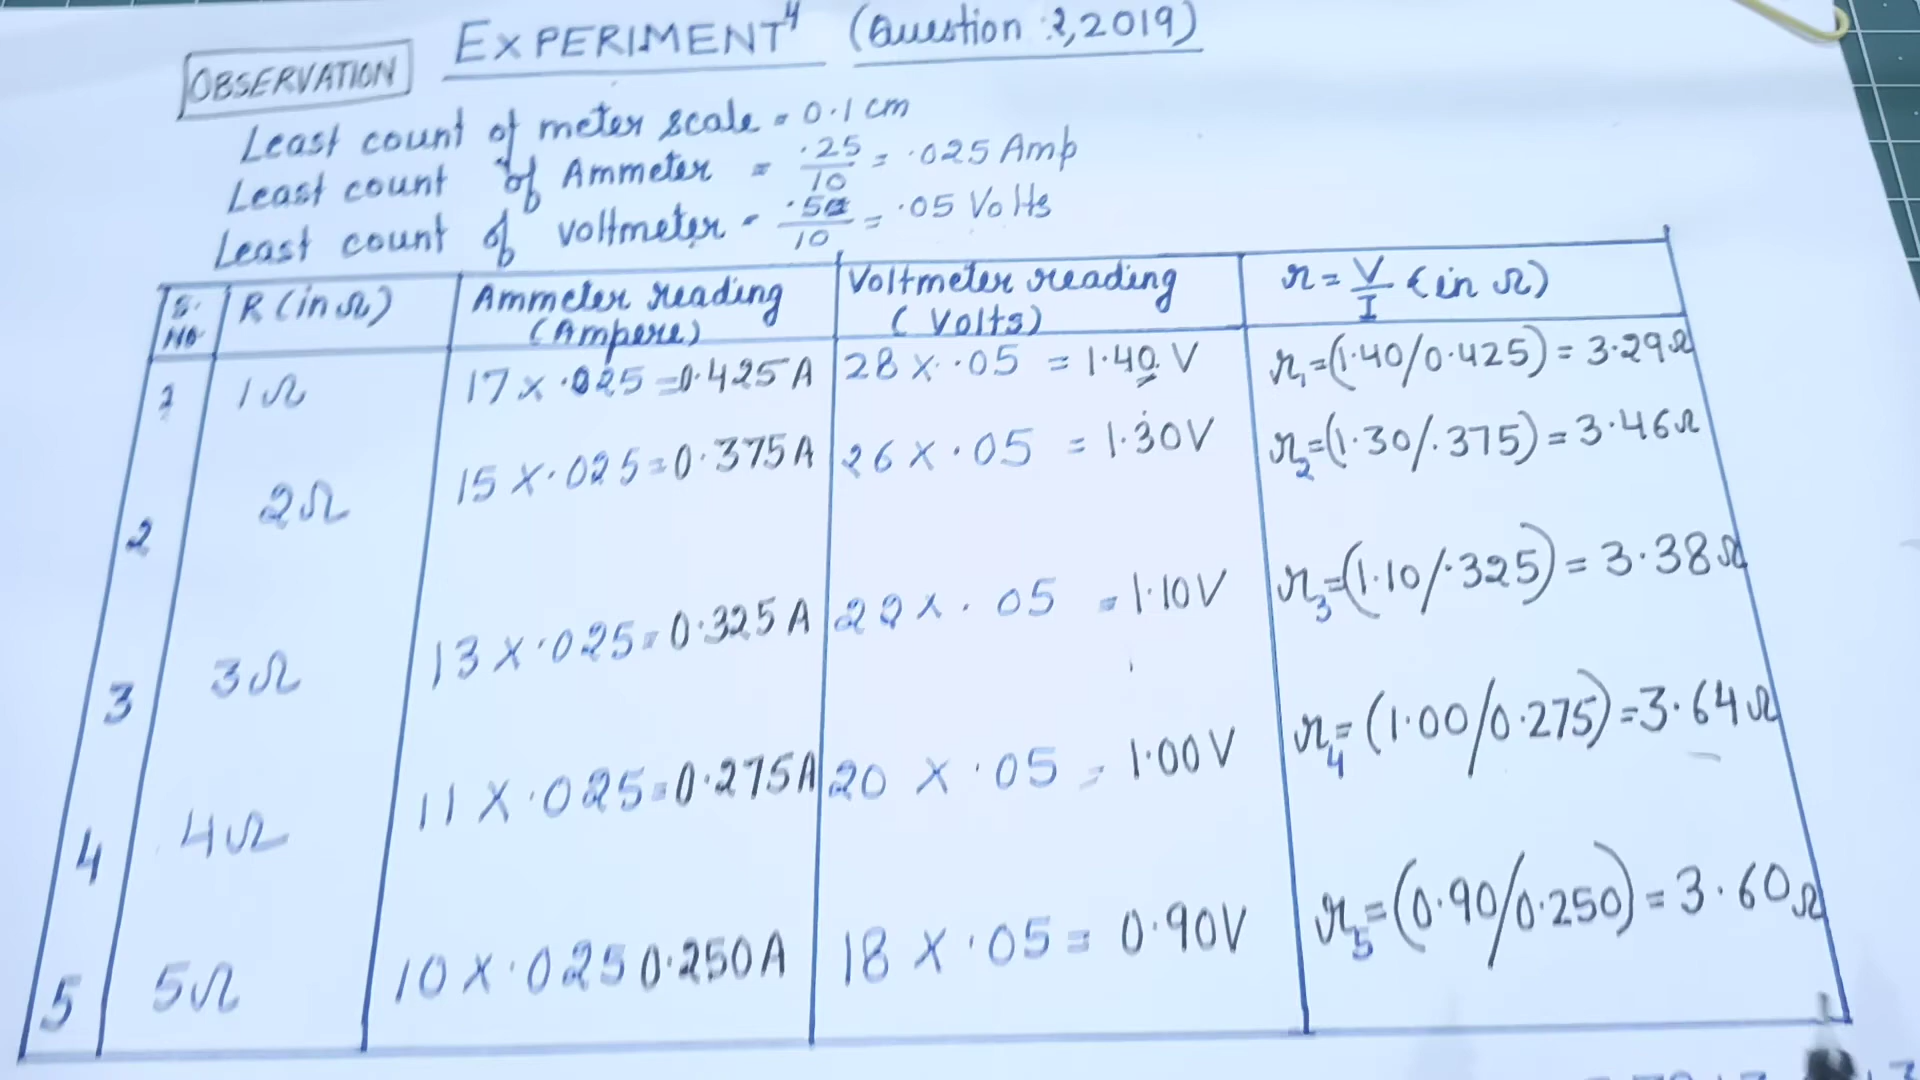 EXPERIMENT 4 (Question :2, 2019)
OBSERVATION
Least count of meter scale = 0.1 cm
Least count of Ammeter = .25/10 = .025 Amp
Least count of voltmeter = .50/10 = .05 Volts
S. NO. R (in Ω) Ammeter reading (Ampere) Voltmeter reading (Volts) r = V/I (in Ω)
1 1Ω 17 x .025 = 0.425 A 28 x .05 = 1.40 V r₁ = (1.40/0.425) = 3.29Ω
2 2Ω 15 x .025 = 0.375 A 26 x .05 = 1.30V r₂ = (1.30/.375) = 3.46Ω
3 3Ω 13 x .025 = 0.325 A 22 x .05 = 1.10V r₃ = (1.10/.325) = 3.38Ω
4 4Ω 11 x .025 = 0.275A 20 x .05 = 1.00V r₄ = (1.00/0.275) = 3.64Ω
5 5Ω 10 x .025 0.250A 18 x .05 = 0.90V r₅ = (0.90/0.250) = 3.60Ω